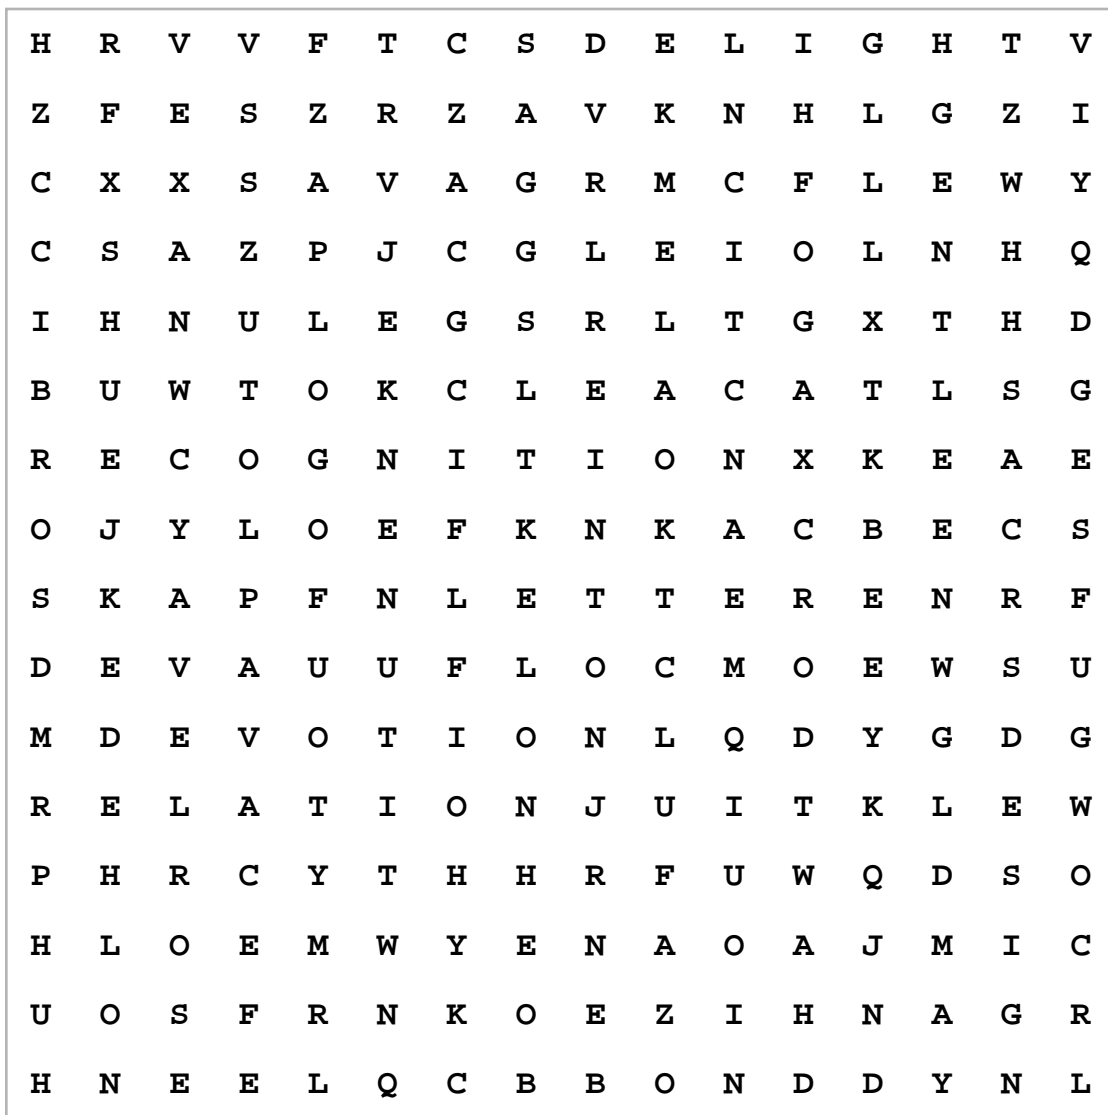 H R V V F T C S D E L I G H T V
Z F E S Z R Z A V K N H L G Z I
C X X S A V A G R M C F L E W Y
C S A Z P J C G L E I O L N H Q
I H N U L E G S R L T G X T H D
B U W T O K C L E A C A T L S G
R E C O G N I T I O N X K E A E
O J Y L O E F K N K A C B E C S
S K A P F N L E T T E R E N R F
D E V A U U F L O C M O E W S U
M D E V O T I O N L Q D Y G D G
R E L A T I O N J U I T K L E W
P H R C Y T H H R F U W Q D S O
H L O E M W Y E N A O A J M I C
U O S F R N K O E Z I H N A G R
H N E E L Q C B B O N D D Y N L